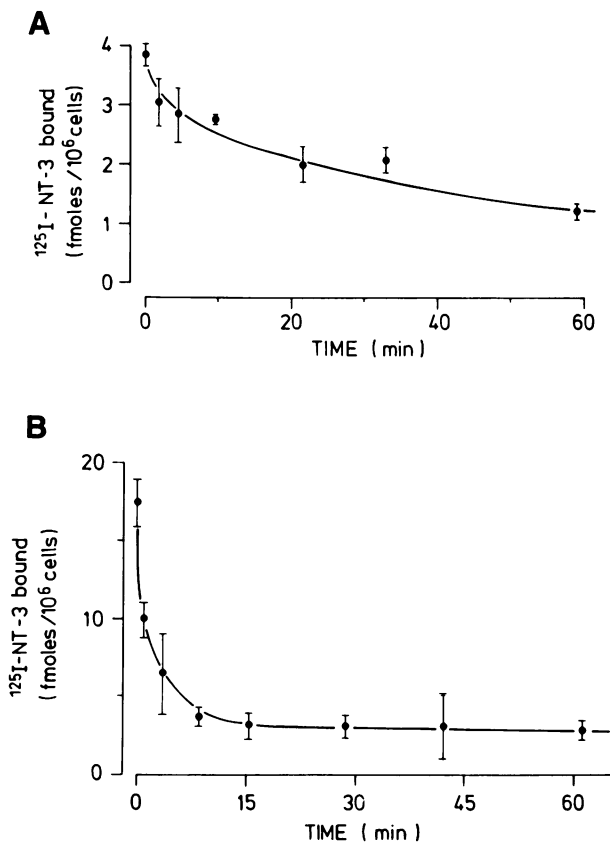 A
4
3
2
1
0
¹²⁵I-NT-3 bound
(fmoles/10⁶cells)
0 20 40 60
TIME (min)
B
20
10
0
¹²⁵I-NT-3 bound
(fmoles/10⁶cells)
0 15 30 45 60
TIME (min)